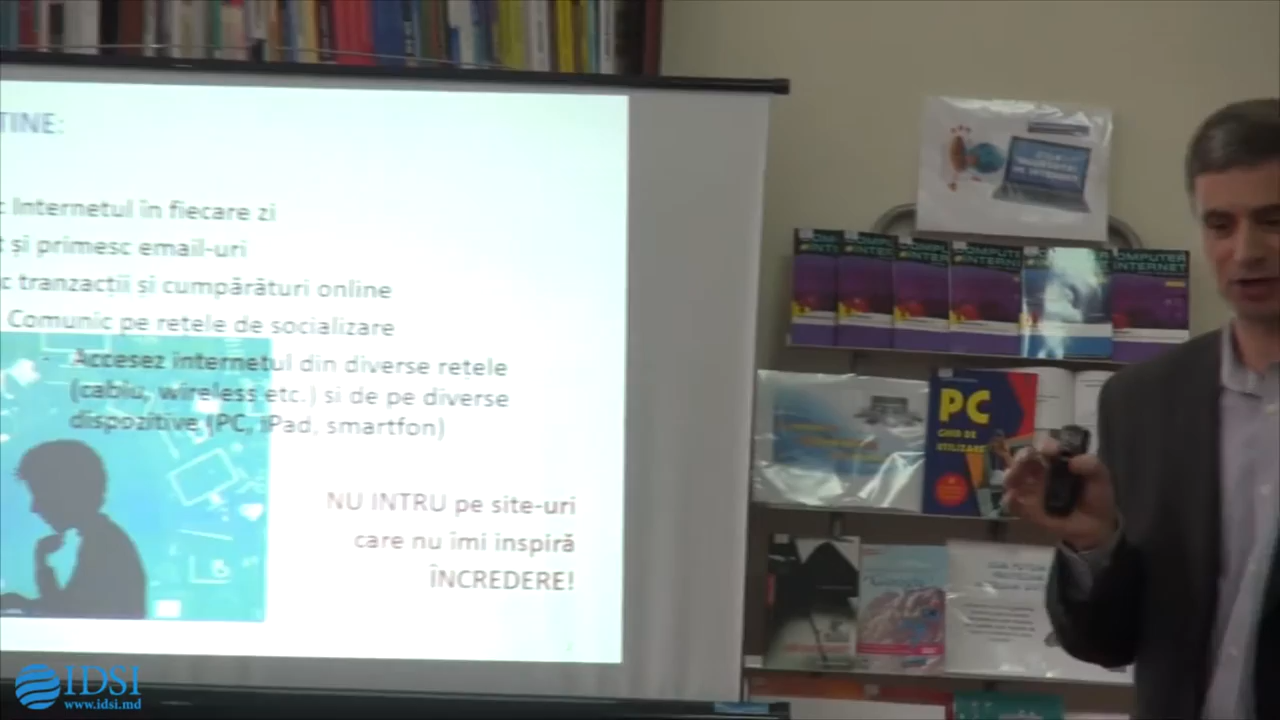 TINE:
Internetul în fiecare zi
și primesc email-uri
tranzacții și cumpărături online
Comunic pe rețele de socializare
- Accesez internetul din diverse rețele
(cablu, wireless etc.) si de pe diverse
dispozitive (PC, iPad, smartfon)
NU INTRU pe site-uri
care nu îmi inspiră
ÎNCREDERE!
COMPUTER
INTERNET
PC
GHID DE
UTILIZARE
IDSI
www.idsi.md